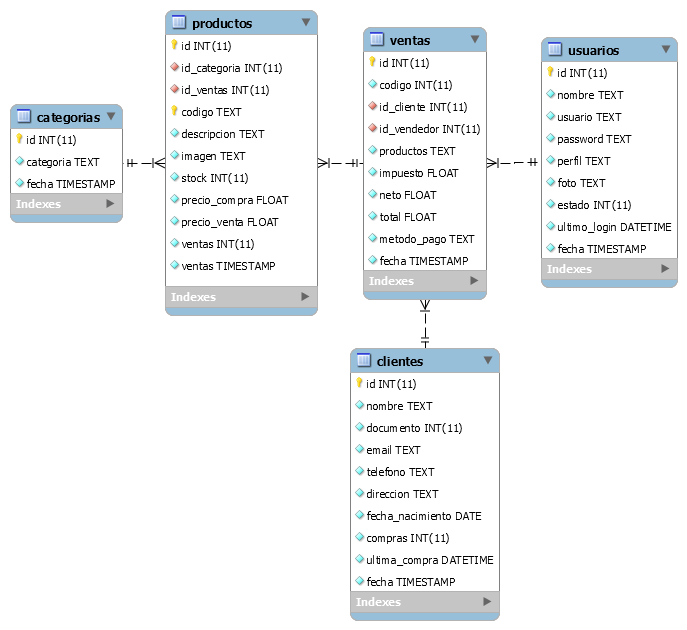 categorias
id INT(11)
categoria TEXT
fecha TIMESTAMP
Indexes
productos
id INT(11)
id_categoria INT(11)
id_ventas INT(11)
codigo TEXT
descripcion TEXT
imagen TEXT
stock INT(11)
precio_compra FLOAT
precio_venta FLOAT
ventas INT(11)
ventas TIMESTAMP
Indexes
ventas
id INT(11)
codigo INT(11)
id_cliente INT(11)
id_vendedor INT(11)
productos TEXT
impuesto FLOAT
neto FLOAT
total FLOAT
metodo_pago TEXT
fecha TIMESTAMP
Indexes
usuarios
id INT(11)
nombre TEXT
usuario TEXT
password TEXT
perfil TEXT
foto TEXT
estado INT(11)
ultimo_login DATETIME
fecha TIMESTAMP
Indexes
clientes
id INT(11)
nombre TEXT
documento INT(11)
email TEXT
telefono TEXT
direccion TEXT
fecha_nacimiento DATE
compras INT(11)
ultima_compra DATETIME
fecha TIMESTAMP
Indexes